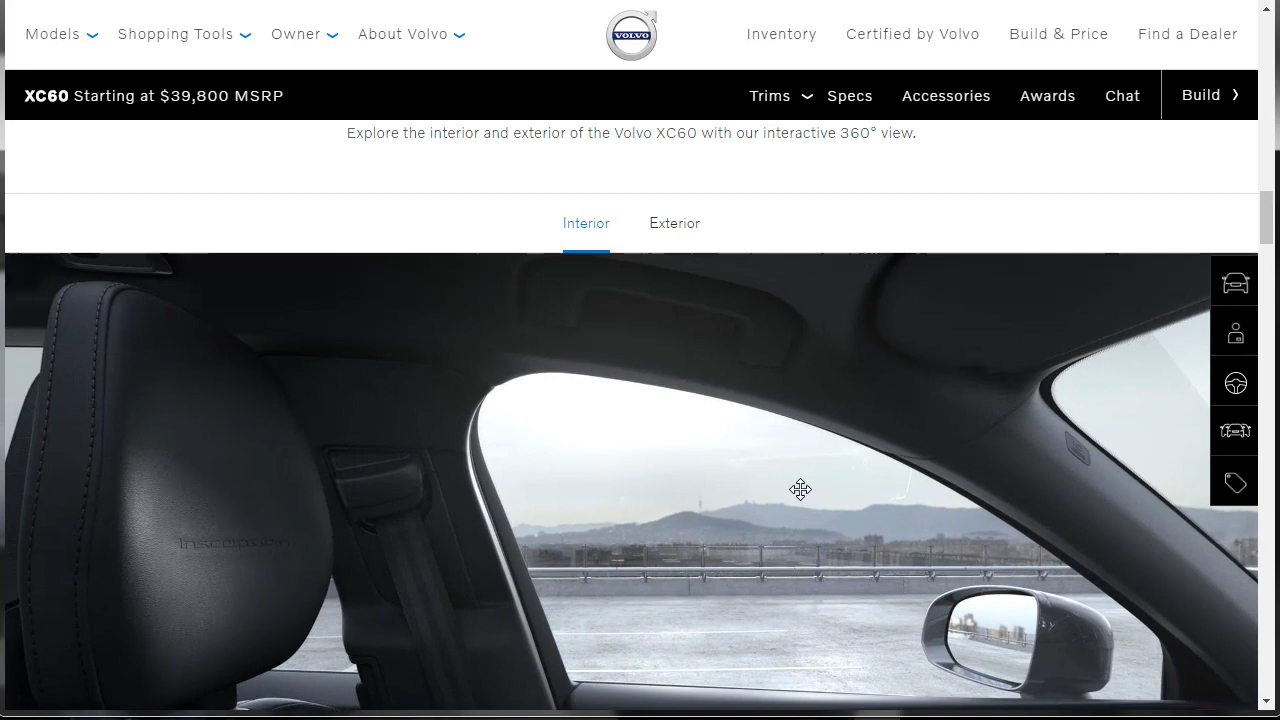 Models Shopping Tools Owner About Volvo VOLVO Inventory Certified by Volvo Build & Price Find a Dealer
XC60 Starting at $39,800 MSRP Trims Specs Accessories Awards Chat Build
Explore the interior and exterior of the Volvo XC60 with our interactive 360° view.
Interior Exterior
Inscription